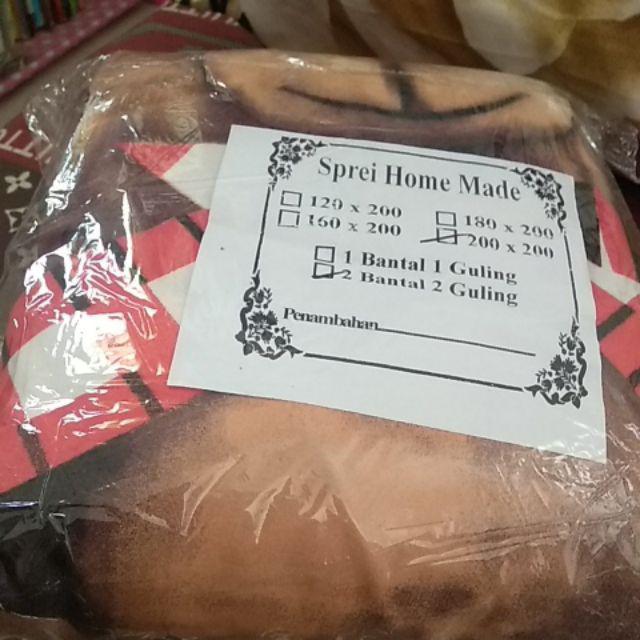 Sprei Home Made
120 x 200
180 x 200
160 x 200
200 x 200
1 Bantal 1 Guling
2 Bantal 2 Guling
Penambahan